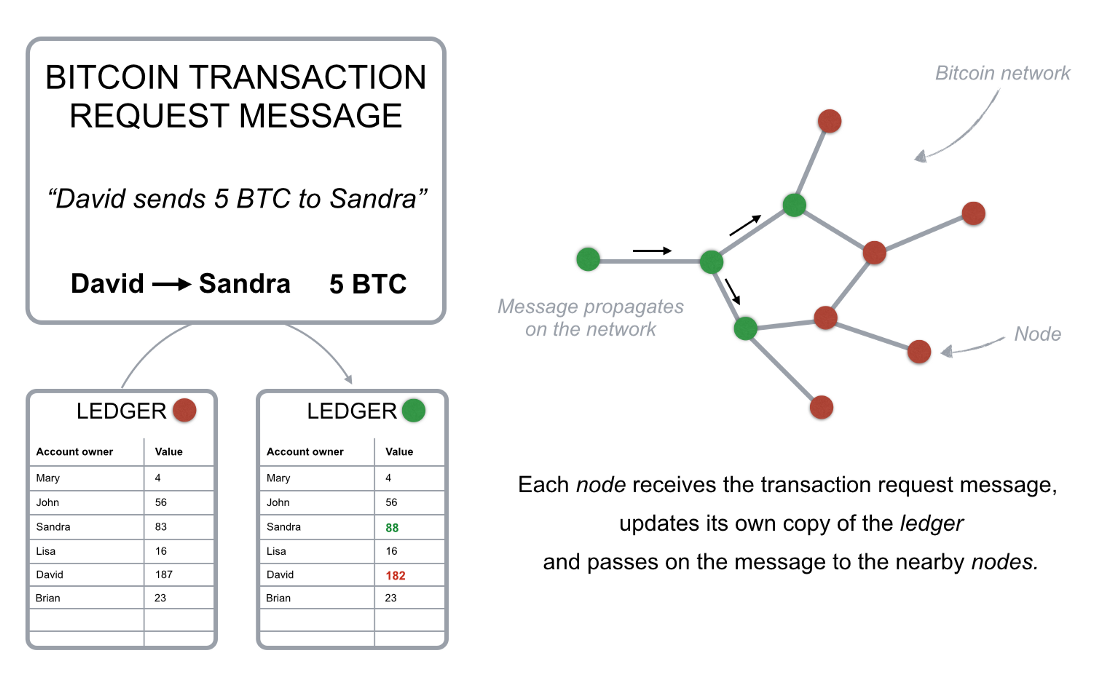 BITCOIN TRANSACTION
REQUEST MESSAGE
“David sends 5 BTC to Sandra”
David Sandra 5 BTC
LEDGER
Account owner Value
Mary 4
John 56
Sandra 83
Lisa 16
David 187
Brian 23
LEDGER
Account owner Value
Mary 4
John 56
Sandra 88
Lisa 16
David 182
Brian 23
Bitcoin network
Message propagates
on the network
Node
Each node receives the transaction request message,
updates its own copy of the ledger
and passes on the message to the nearby nodes.